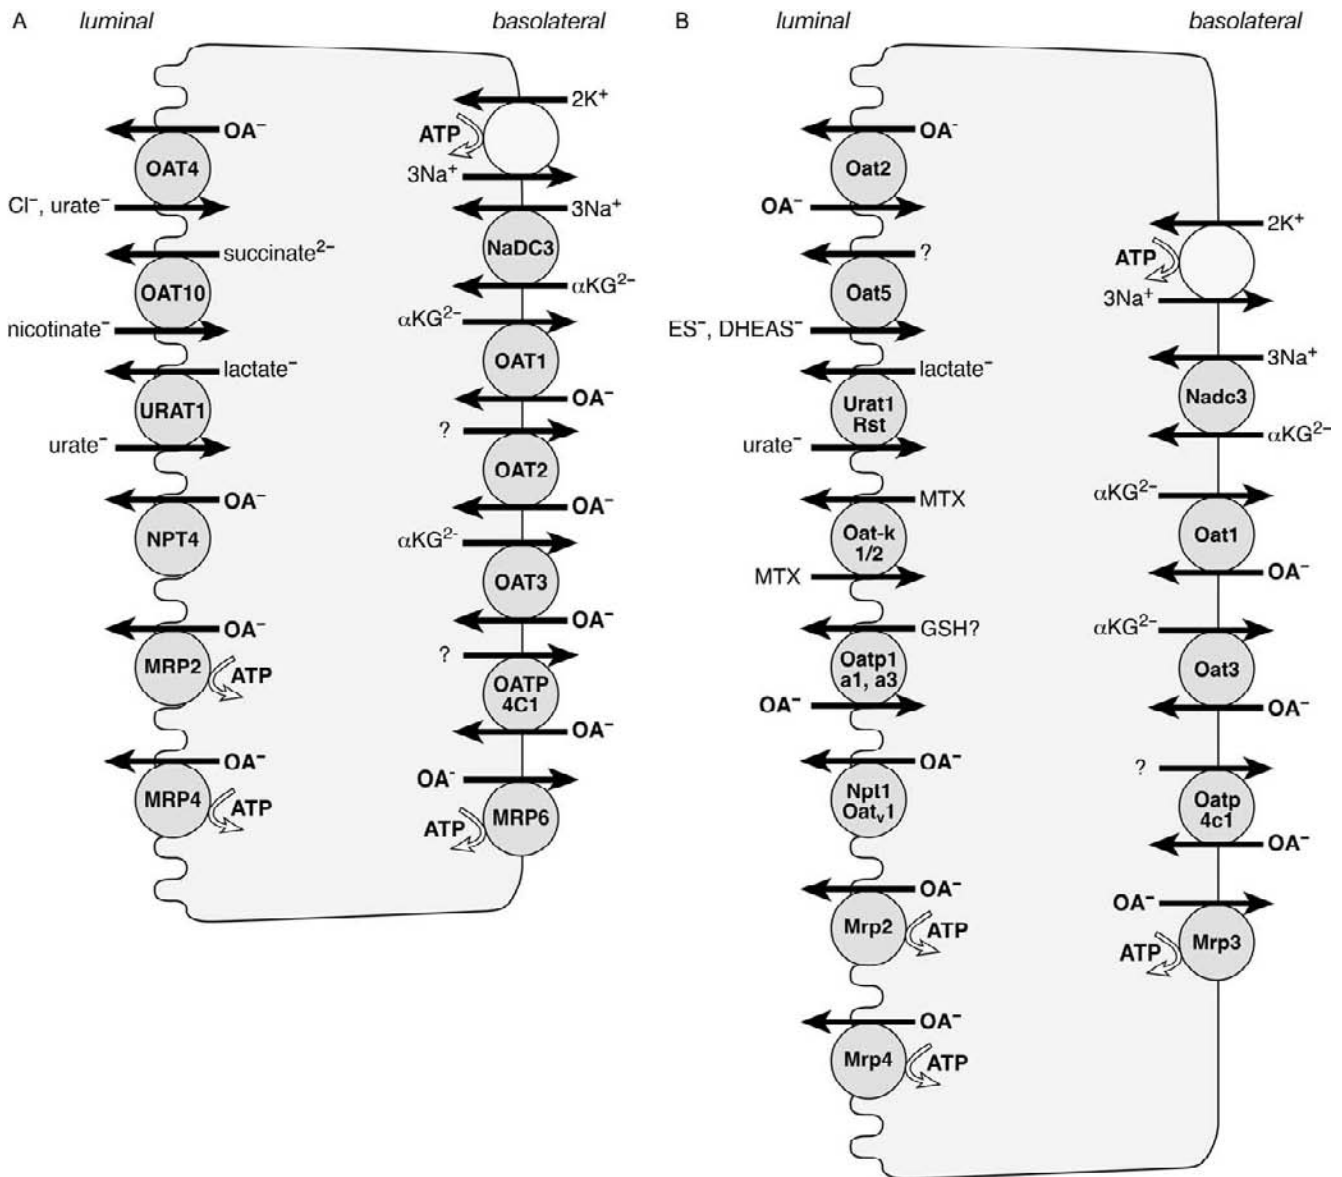 A luminal basolateral
2K⁺
ATP
3Na⁺
3Na⁺
NaDC3
αKG²⁻
αKG²⁻
OAT1
OA⁻
?
OAT2
OA⁻
αKG²⁻
OAT3
OA⁻
?
OATP
4C1
OA⁻
OA⁻
ATP
MRP6
OA⁻
OAT4
Cl⁻, urate⁻
succinate²⁻
OAT10
nicotinate⁻
lactate⁻
URAT1
urate⁻
OA⁻
NPT4
OA⁻
MRP2
ATP
OA⁻
MRP4
ATP
B luminal basolateral
OA⁻
Oat2
OA⁻
?
Oat5
ES⁻, DHEAS⁻
lactate⁻
Urat1
Rst
urate⁻
MTX
Oat-k
1/2
MTX
GSH?
Oatp1
a1, a3
OA⁻
OA⁻
Npt1
Oatᵥ1
OA⁻
Mrp2
ATP
OA⁻
Mrp4
ATP
2K⁺
ATP
3Na⁺
3Na⁺
Nadc3
αKG²⁻
αKG²⁻
Oat1
OA⁻
αKG²⁻
Oat3
OA⁻
?
Oatp
4c1
OA⁻
OA⁻
ATP
Mrp3